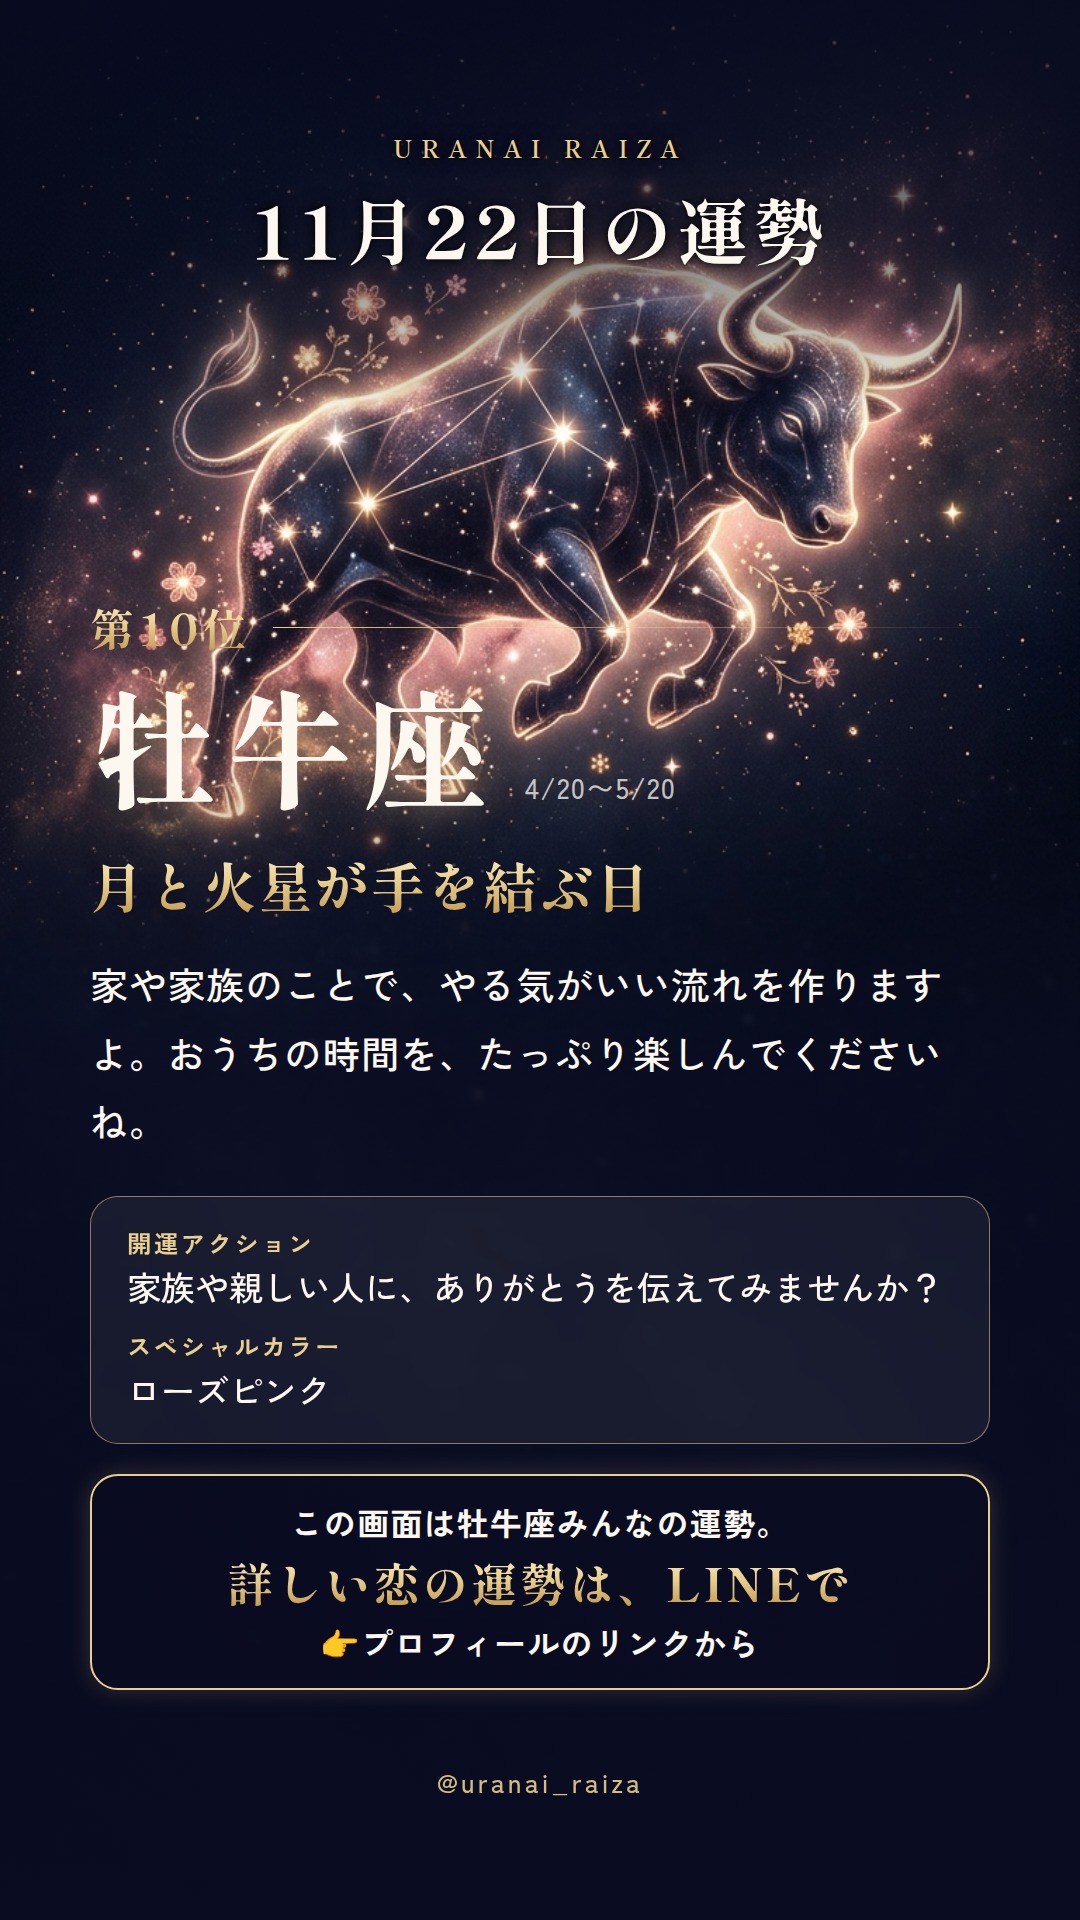 URANAI RAIZA
11月22日の運勢
第10位
牡牛座 4/20〜5/20
月と火星が手を結ぶ日
家や家族のことで、やる気がいい流れを作ります
よ。おうちの時間を、たっぷり楽しんでください
ね。
開運アクション
家族や親しい人に、ありがとうを伝えてみませんか？
スペシャルカラー
ローズピンク
この画面は牡牛座みんなの運勢。
詳しい恋の運勢は、LINEで
👉プロフィールのリンクから
@uranai_raiza